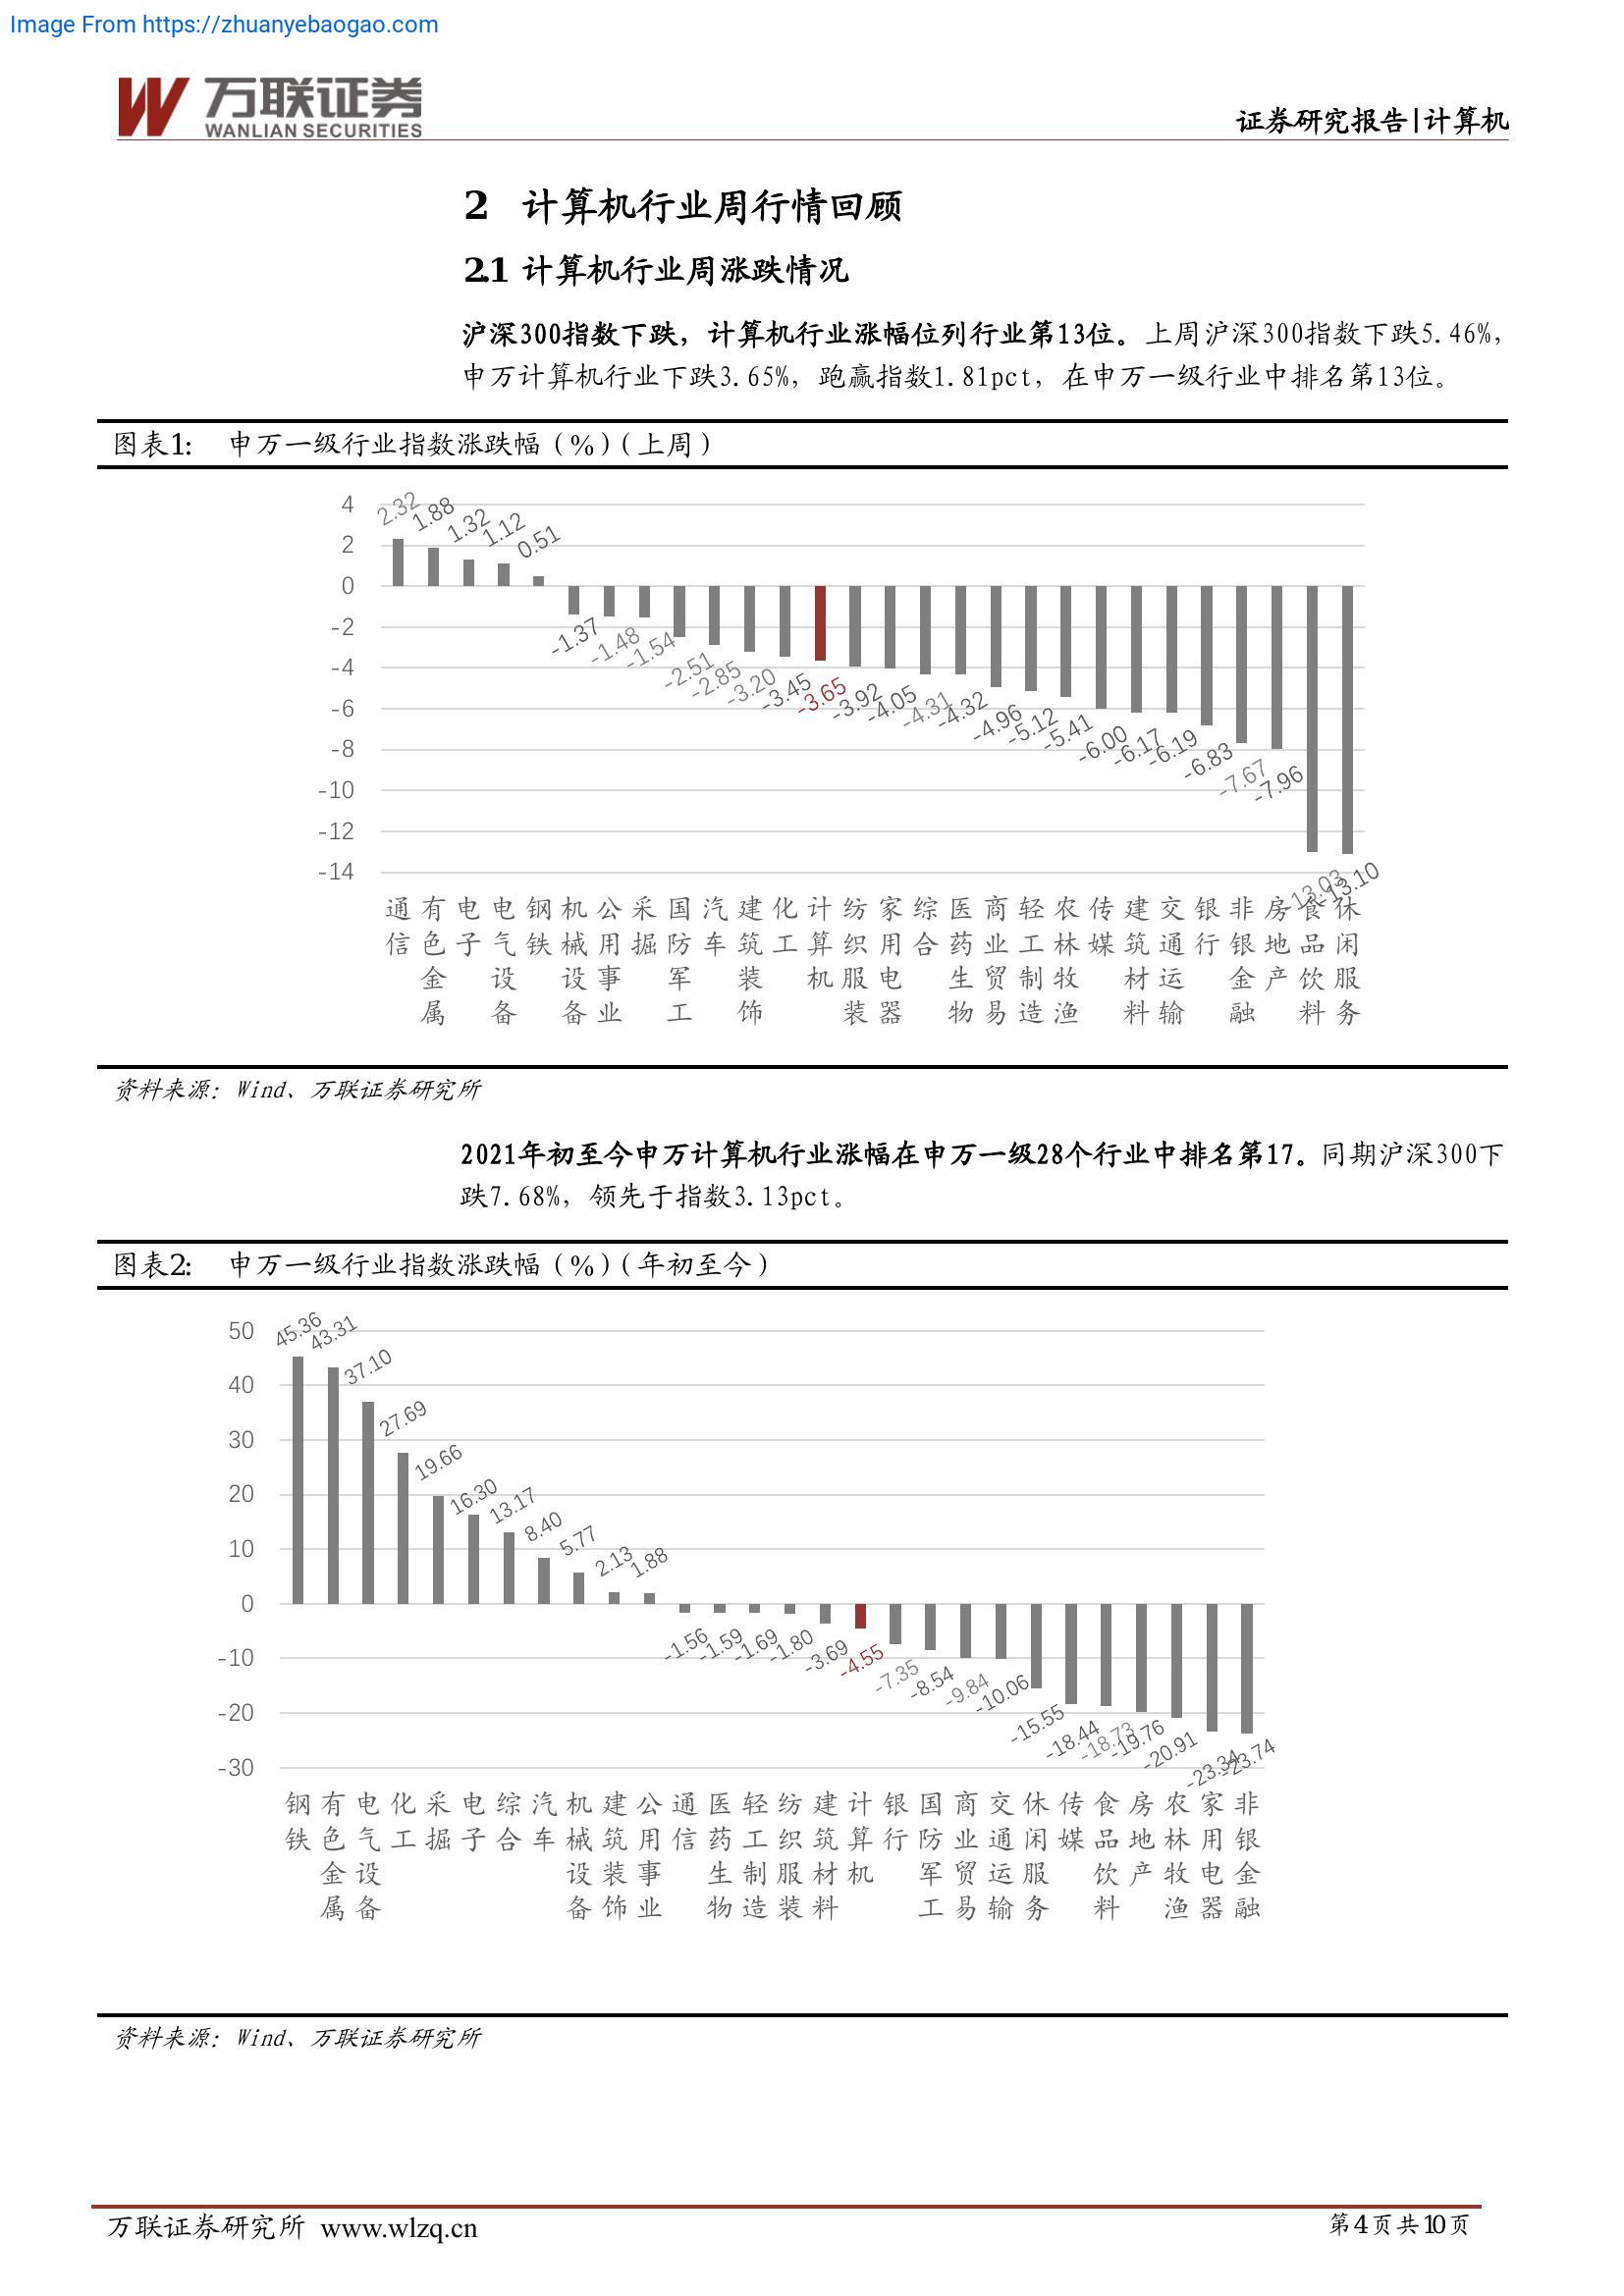 Image From https://zhuanyebaogao.com
万联证券
WANLIAN SECURITIES
证券研究报告|计算机
2 计算机行业周行情回顾
2.1 计算机行业周涨跌情况
沪深300指数下跌，计算机行业涨幅位列行业第13位。上周沪深300指数下跌5.46%，
申万计算机行业下跌3.65%，跑赢指数1.81pct，在申万一级行业中排名第13位。
图表1： 申万一级行业指数涨跌幅（%）（上周）
4
2
0
-2
-4
-6
-8
-10
-12
-14
2.32 1.88 1.32 1.12 0.51 -1.37 -1.48 -1.54 -2.51 -2.85 -3.20 -3.45 -3.65 -3.92 -4.05 -4.31 -4.32 -4.96 -5.12 -5.41 -6.00 -6.17 -6.19 -6.83 -7.67 -7.96 -13.03 -13.10
通信 有色金属 电子 电气设备 钢铁 机械设备 公用事业 采掘 国防军工 汽车 建筑装饰 化工 计算机 纺织服装 家用电器 综合 医药生物 商业贸易 轻工制造 农林牧渔 传媒 建筑材料 交通运输 银行 非银金融 房地产 食品饮料 休闲服务
资料来源：Wind、万联证券研究所
2021年初至今申万计算机行业涨幅在申万一级28个行业中排名第17。同期沪深300下
跌7.68%，领先于指数3.13pct。
图表2： 申万一级行业指数涨跌幅（%）（年初至今）
50
40
30
20
10
0
-10
-20
-30
45.36 43.31 37.10 27.69 19.66 16.30 13.17 8.40 5.77 2.13 1.88 -1.56 -1.59 -1.69 -1.80 -3.69 -4.55 -7.35 -8.54 -9.84 -10.06 -15.55 -18.44 -18.73 -19.76 -20.91 -23.34 -23.74
钢铁 有色金属 电气设备 化工 采掘 电子 综合 汽车 机械设备 建筑装饰 公用事业 通信 医药生物 轻工制造 纺织服装 建筑材料 计算机 银行 国防军工 商业贸易 交通运输 休闲服务 传媒 食品饮料 房地产 农林牧渔 家用电器 非银金融
资料来源：Wind、万联证券研究所
万联证券研究所 www.wlzq.cn
第4页共10页